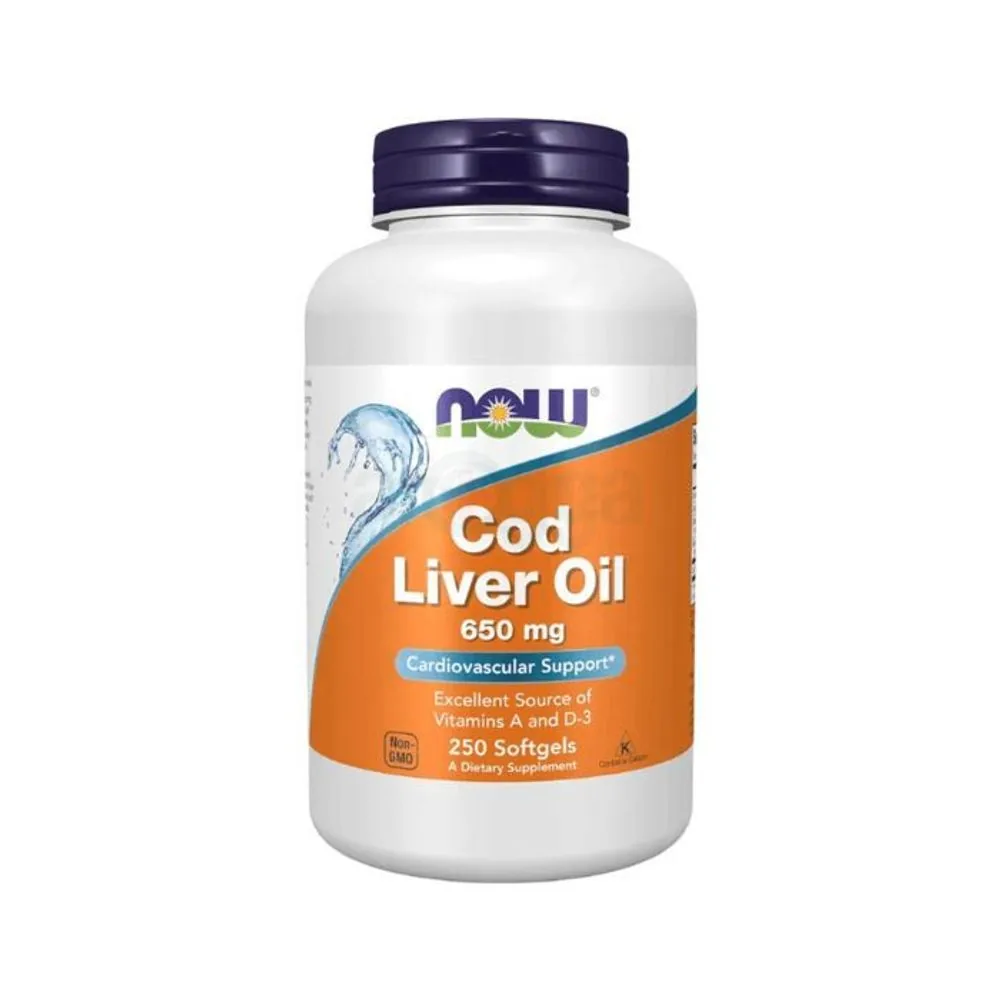 NOW®
Cod
Liver Oil
650 mg
Cardiovascular Support*
Excellent Source of
Vitamins A and D-3
250 Softgels
A Dietary Supplement
Non-
GMO
K